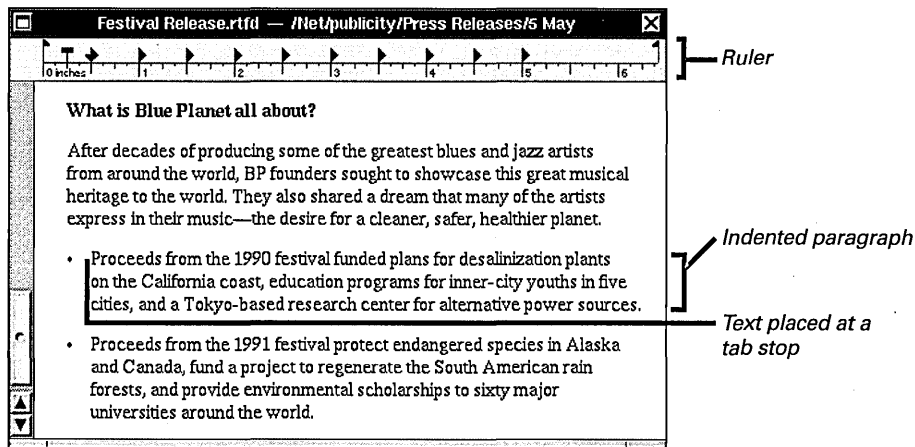 Festival Release.rtfd — /Net/publicity/Press Releases/5 May
0 inches 1 2 3 4 5 6
Ruler
What is Blue Planet all about?
After decades of producing some of the greatest blues and jazz artists
from around the world, BP founders sought to showcase this great musical
heritage to the world. They also shared a dream that many of the artists
express in their music—the desire for a cleaner, safer, healthier planet.
Indented paragraph
• Proceeds from the 1990 festival funded plans for desalinization plants
on the California coast, education programs for inner-city youths in five
cities, and a Tokyo-based research center for alternative power sources.
Text placed at a
tab stop
• Proceeds from the 1991 festival protect endangered species in Alaska
and Canada, fund a project to regenerate the South American rain
forests, and provide environmental scholarships to sixty major
universities around the world.